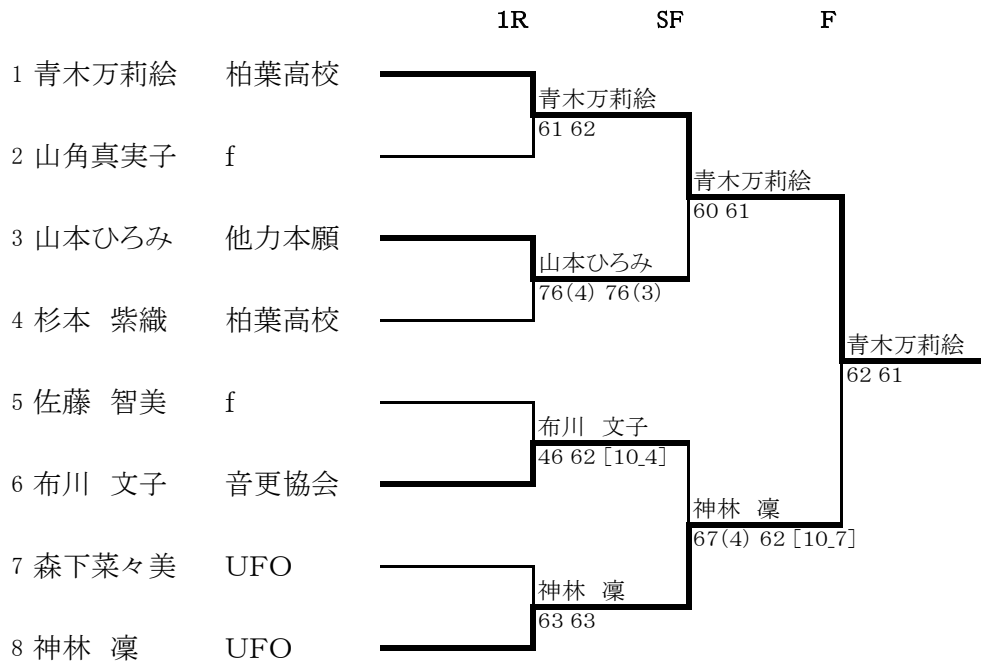 1R SF F
1 青木万莉絵 柏葉高校
青木万莉絵
61 62
2 山角真実子 f
青木万莉絵
60 61
3 山本ひろみ 他力本願
山本ひろみ
76(4) 76(3)
4 杉本 紫織 柏葉高校
青木万莉絵
62 61
5 佐藤 智美 f
布川 文子
46 62 [10_4]
6 布川 文子 音更協会
神林 凜
67(4) 62 [10_7]
7 森下菜々美 UFO
神林 凜
63 63
8 神林 凜 UFO